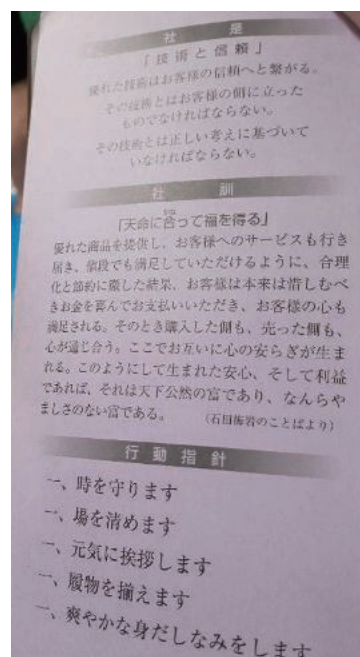 社是
「技術と信頼」
優れた技術はお客様の信頼へと繋がる。
その技術とはお客様の側に立った
ものでなければならない。
その技術とは正しい考えに基づいて
いなければならない。
社訓
「天命に合って福を得る」
優れた商品を提供し、お客様へのサービスも行き
届き、値段でも満足していただけるように、合理
化と節約に徹した結果、お客様は本来は惜しむべ
きお金を喜んでお支払いいただき、お客様の心も
満足される。そのとき購入した側も、売った側も、
心が通じ合う。ここでお互いに心の安らぎが生ま
れる。このようにして生まれた安心、そして利益
であれば、それは天下公然の富であり、なんらや
ましさのない富である。 (石田梅岩のことばより)
行動指針
一、時を守ります
一、場を清めます
一、元気に挨拶します
一、履物を揃えます
一、爽やかな身だしなみをします